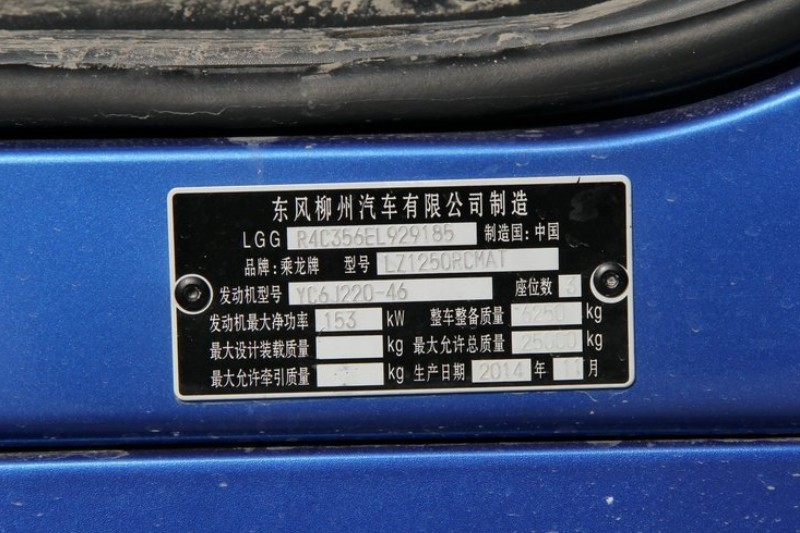 东风柳州汽车有限公司制造
LGG R4C356EL929185 制造国:中国
品牌:乘龙牌 型号 LZ1250RCMAT
发动机型号 YC6J220-46 座位数 3
发动机最大净功率 153 kW 整车整备质量 6250 kg
最大设计装载质量 kg 最大允许总质量 25000 kg
最大允许牵引质量 kg 生产日期 2014 年 11 月